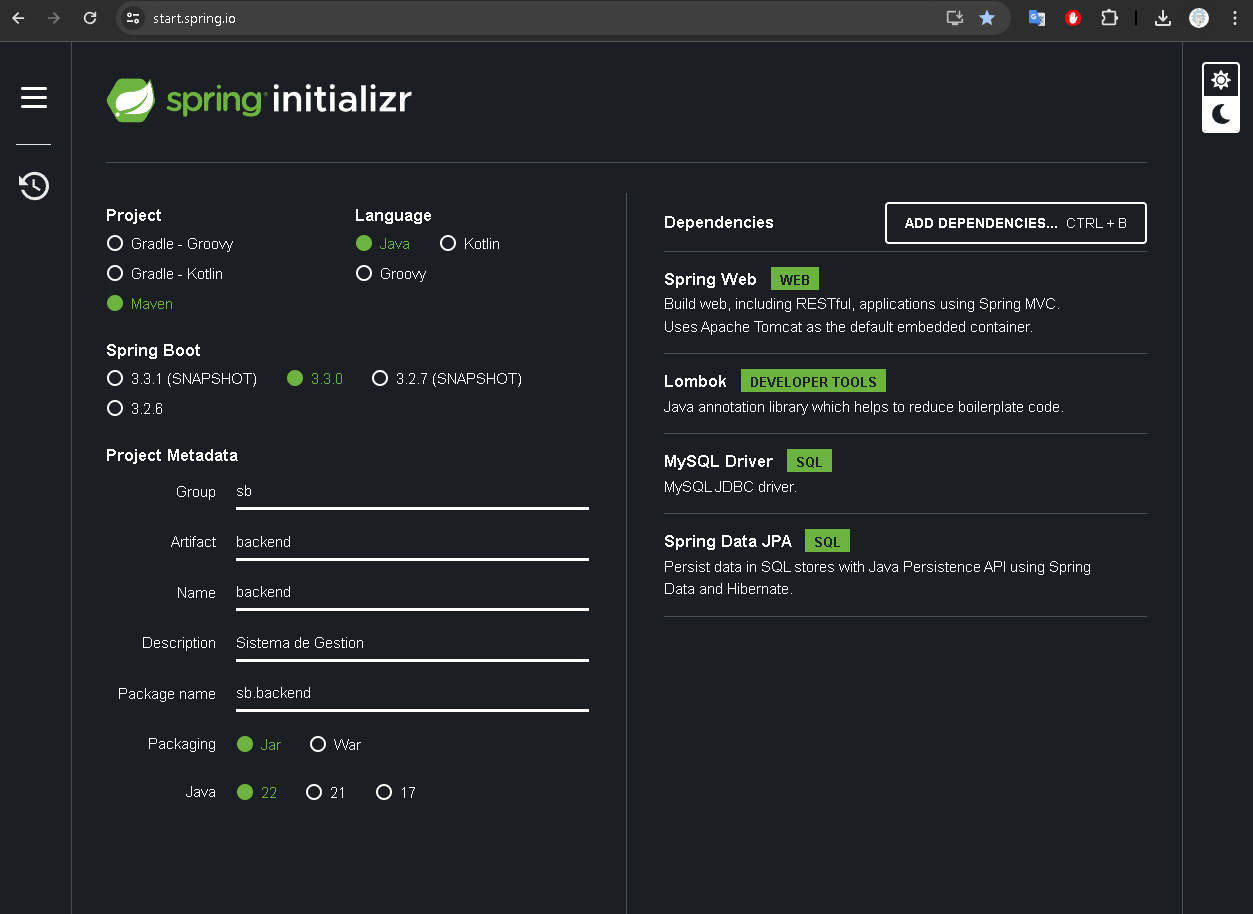 start.spring.io
spring initializr
Project
Gradle - Groovy
Gradle - Kotlin
Maven
Language
Java Kotlin
Groovy
Spring Boot
3.3.1 (SNAPSHOT) 3.3.0 3.2.7 (SNAPSHOT)
3.2.6
Project Metadata
Group sb
Artifact backend
Name backend
Description Sistema de Gestion
Package name sb.backend
Packaging Jar War
Java 22 21 17
Dependencies ADD DEPENDENCIES... CTRL + B
Spring Web WEB
Build web, including RESTful, applications using Spring MVC.
Uses Apache Tomcat as the default embedded container.
Lombok DEVELOPER TOOLS
Java annotation library which helps to reduce boilerplate code.
MySQL Driver SQL
MySQL JDBC driver.
Spring Data JPA SQL
Persist data in SQL stores with Java Persistence API using Spring
Data and Hibernate.